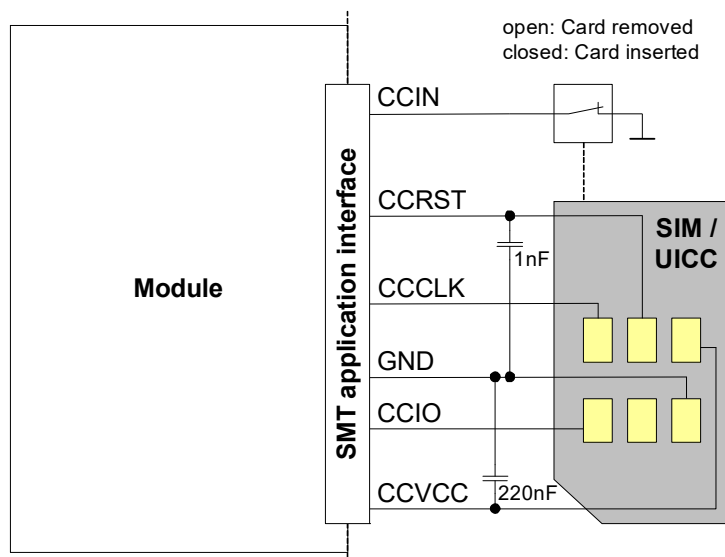 open: Card removed
closed: Card inserted
CCIN
CCRST
SIM /
UICC
1nF
Module
SMT application interface
CCCLK
GND
CCIO
CCVCC
220nF